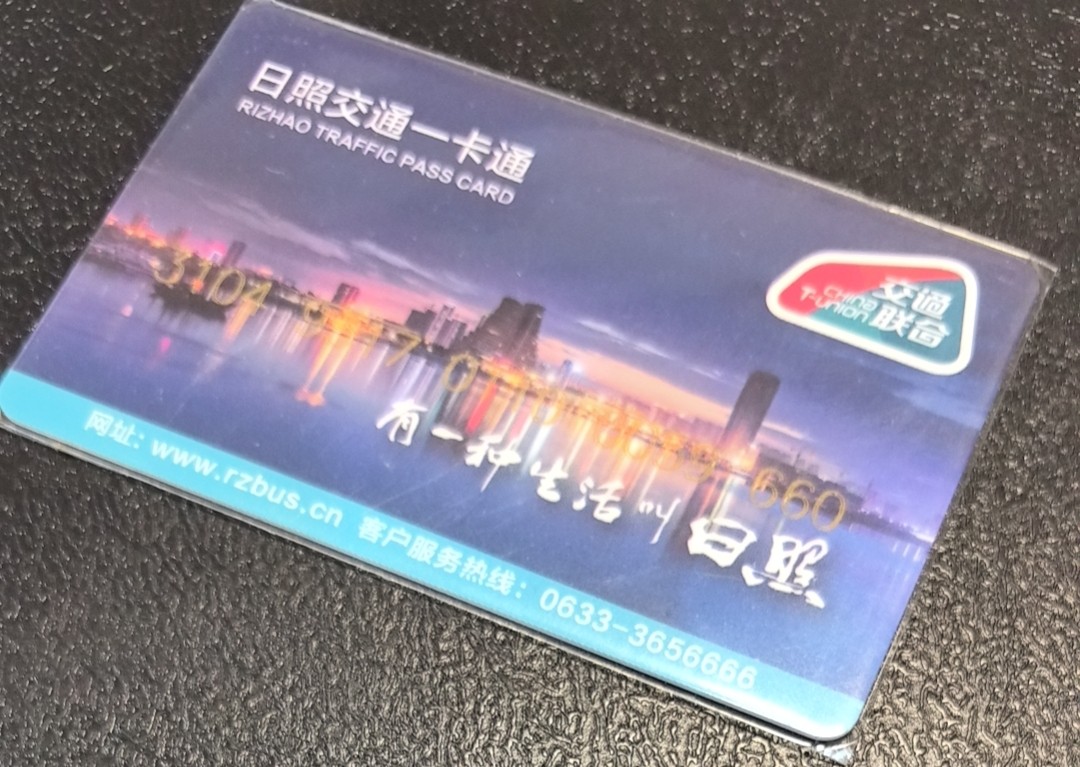 日照交通一卡通
RIZHAO TRAFFIC PASS CARD
交通
联合
China
T-Union
3104
660
有一种生活叫日照
网址: www.rzbus.cn 客户服务热线: 0633-3656666